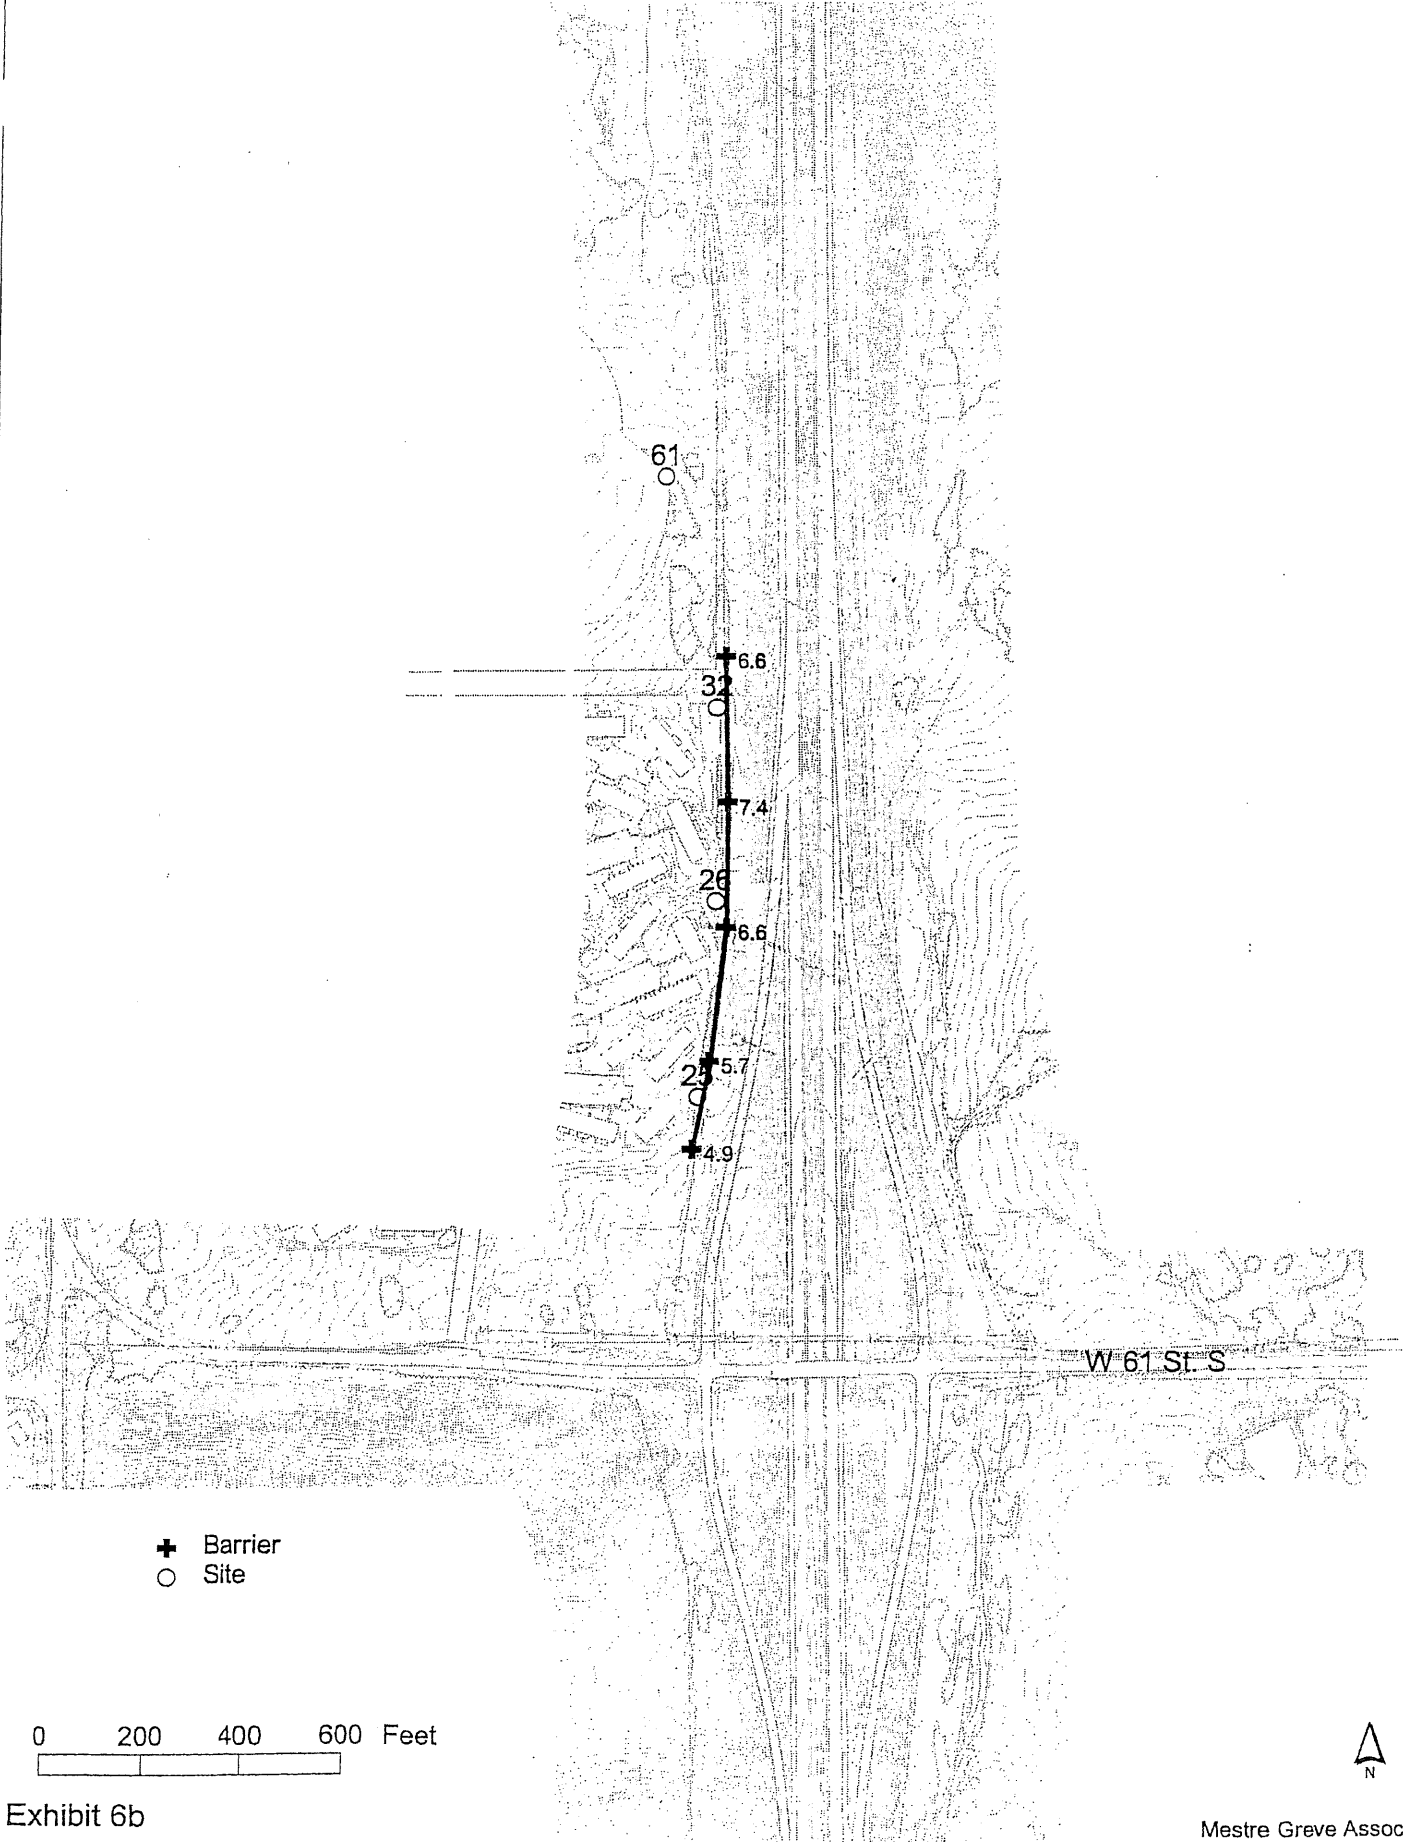 61
6.6
32
7.4
26
6.6
5.7
25
4.9
W 61 St. S
Barrier
Site
0 200 400 600 Feet
N
Exhibit 6b
Mestre Greve Assoc